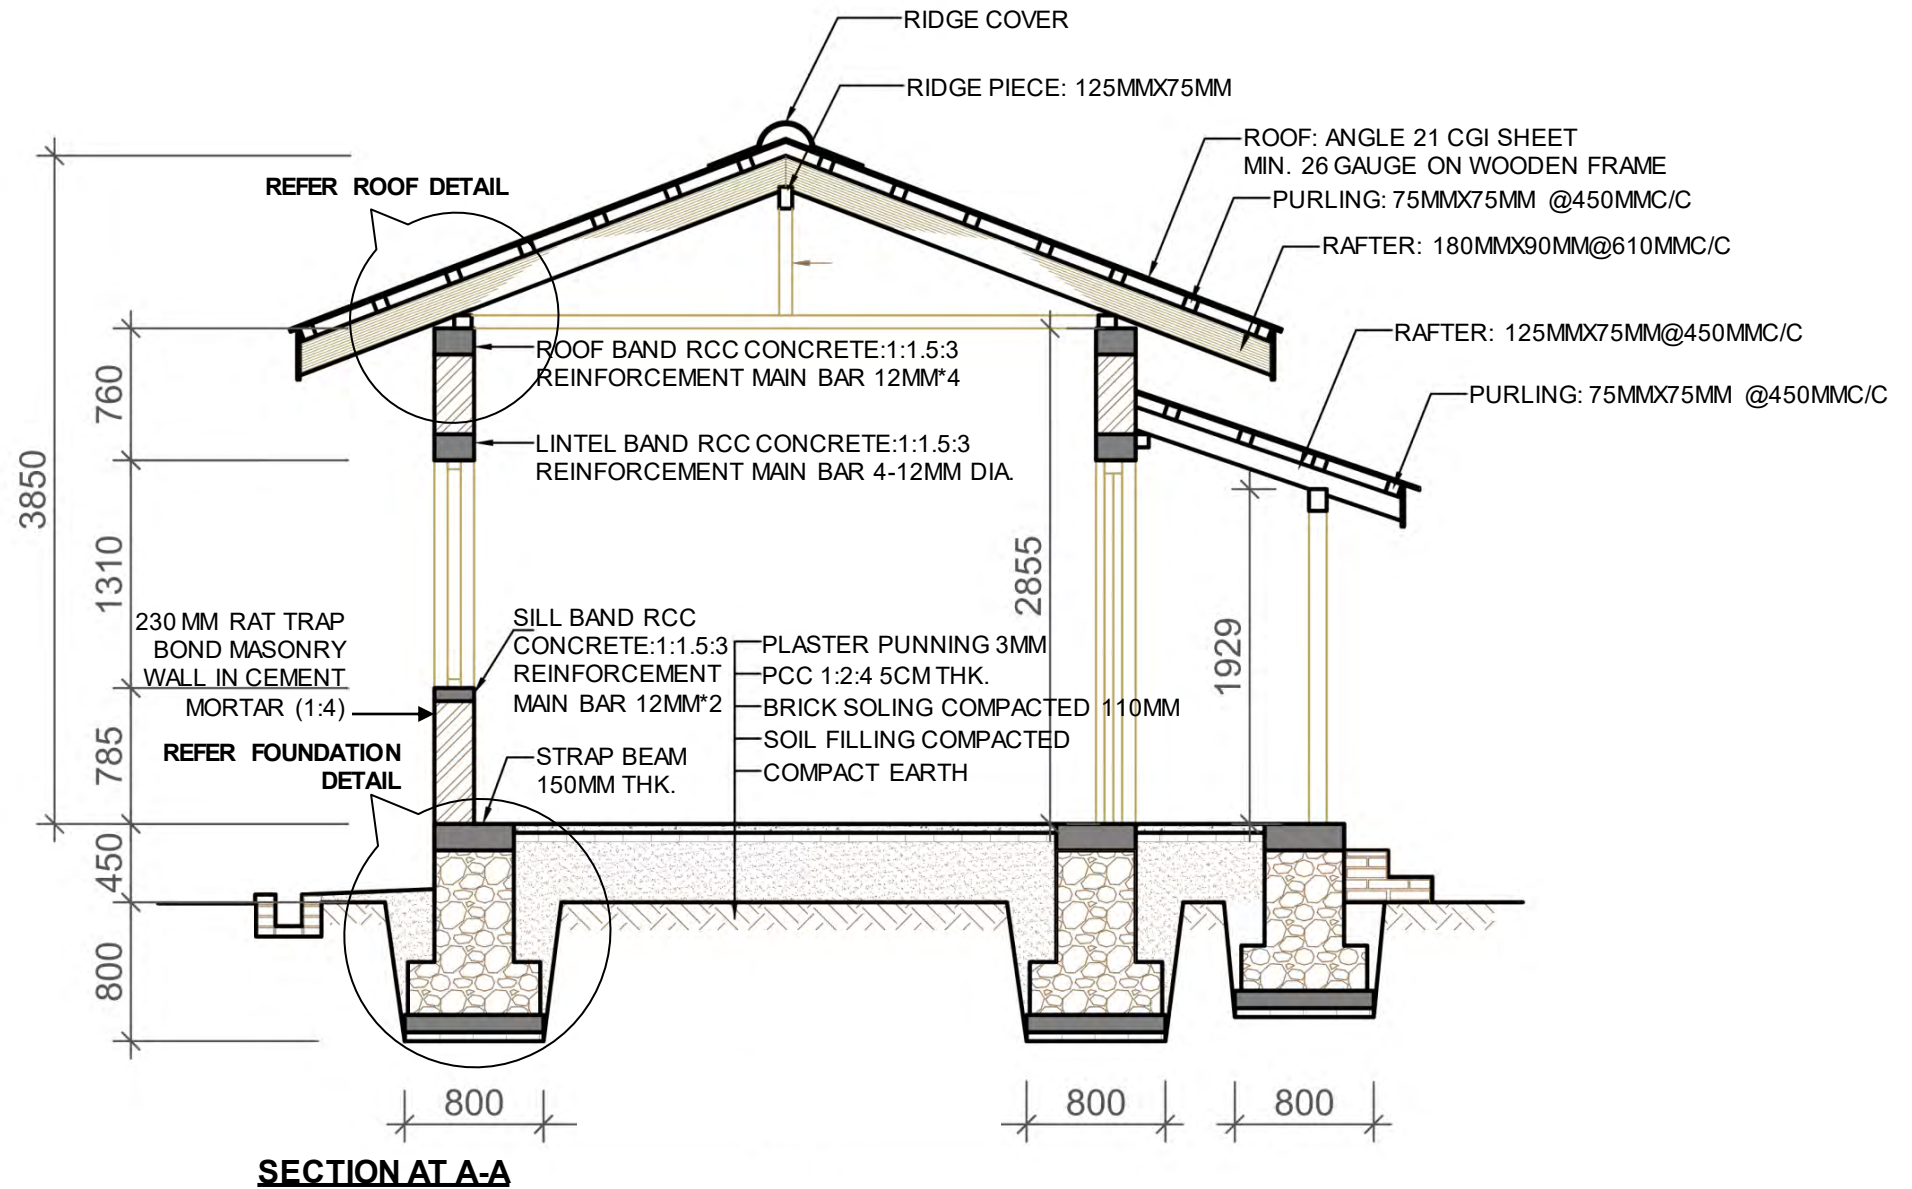 RIDGE COVER
RIDGE PIECE: 125MMX75MM
ROOF: ANGLE 21 CGI SHEET
MIN. 26 GAUGE ON WOODEN FRAME
REFER ROOF DETAIL
PURLING: 75MMX75MM @450MMC/C
RAFTER: 180MMX90MM@610MMC/C
RAFTER: 125MMX75MM@450MMC/C
PURLING: 75MMX75MM @450MMC/C
ROOF BAND RCC CONCRETE:1:1.5:3
REINFORCEMENT MAIN BAR 12MM*4
LINTEL BAND RCC CONCRETE:1:1.5:3
REINFORCEMENT MAIN BAR 4-12MM DIA.
3850
760
1310
785
450
800
2855
1929
230 MM RAT TRAP
BOND MASONRY
WALL IN CEMENT
MORTAR (1:4)
SILL BAND RCC
CONCRETE:1:1.5:3
REINFORCEMENT
MAIN BAR 12MM*2
PLASTER PUNNING 3MM
PCC 1:2:4 5CM THK.
BRICK SOLING COMPACTED 110MM
SOIL FILLING COMPACTED
COMPACT EARTH
REFER FOUNDATION
DETAIL
STRAP BEAM
150MM THK.
800
800
800
SECTION AT A-A